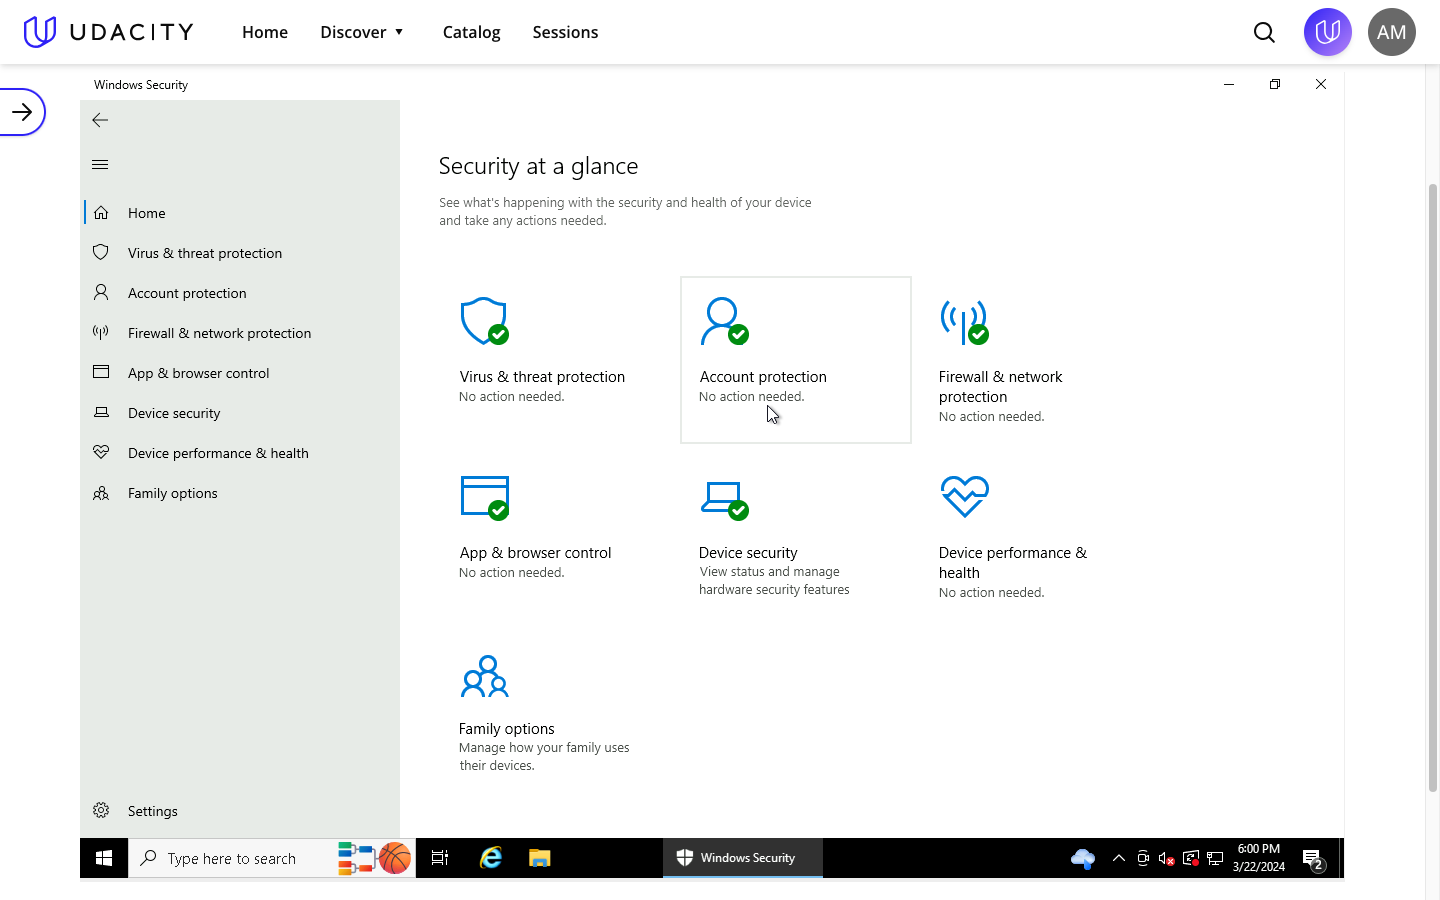 UDACITY
Home
Discover
Catalog
Sessions
AM
Windows Security
Home
Virus & threat protection
Account protection
Firewall & network protection
App & browser control
Device security
Device performance & health
Family options
Settings
Security at a glance
See what's happening with the security and health of your device
and take any actions needed.
Virus & threat protection
No action needed.
Account protection
No action needed.
Firewall & network
protection
No action needed.
App & browser control
No action needed.
Device security
View status and manage
hardware security features
Device performance &
health
No action needed.
Family options
Manage how your family uses
their devices.
Type here to search
Windows Security
6:00 PM
3/22/2024
2